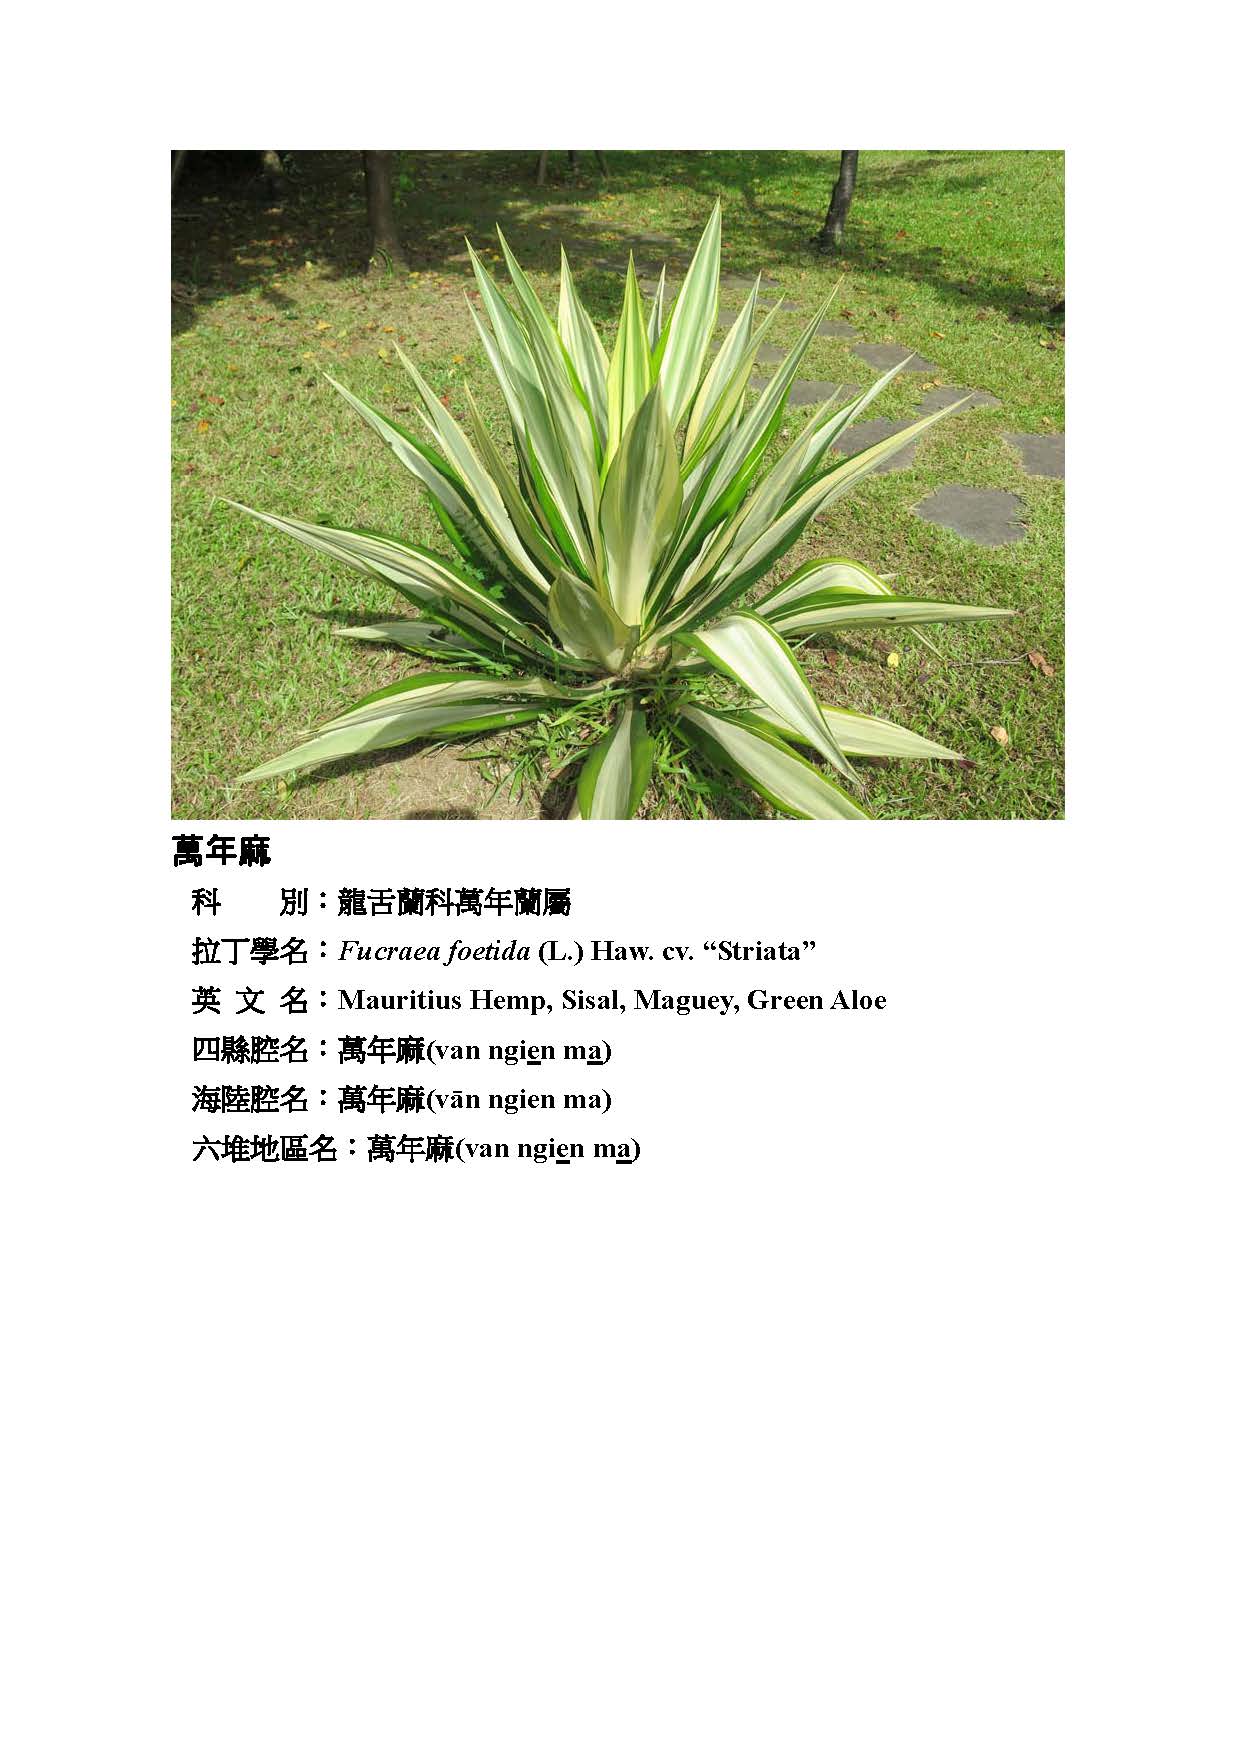 萬年麻
科　　別：龍舌蘭科萬年蘭屬
拉丁學名：Fucraea foetida (L.) Haw. cv. “Striata”
英 文 名：Mauritius Hemp, Sisal, Maguey, Green Aloe
四縣腔名：萬年麻(van ngien ma)
海陸腔名：萬年麻(vān ngien ma)
六堆地區名：萬年麻(van ngien ma)